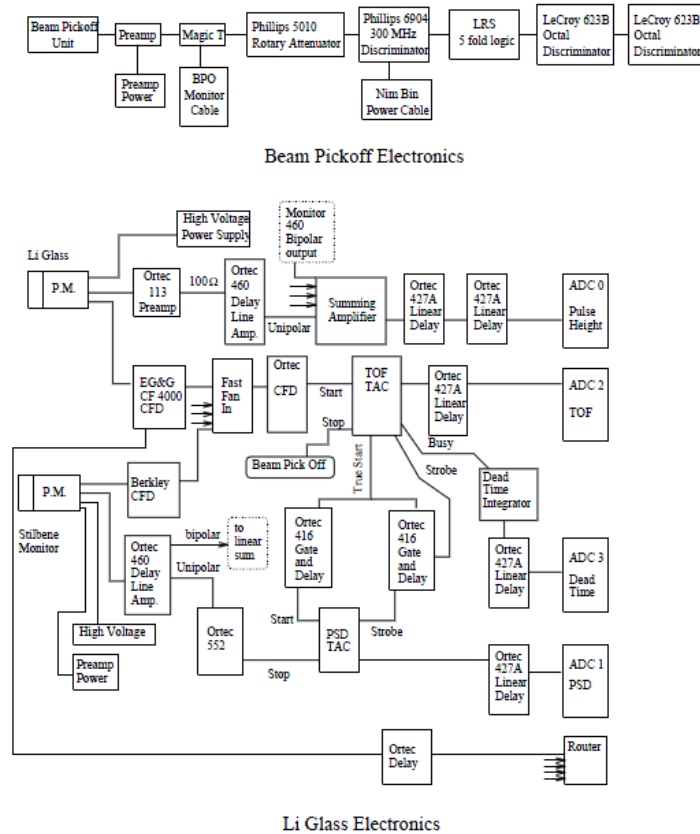 Beam Pickoff
Unit
Preamp
Magic T
Phillips 5010
Rotary Attenuator
Phillips 6904
300 MHz
Discriminator
LRS
5 fold logic
LeCroy 623B
Octal
Discriminator
LeCroy 623B
Octal
Discriminator
Preamp
Power
BPO
Monitor
Cable
Nim Bin
Power Cable
Beam Pickoff Electronics
High Voltage
Power Supply
Monitor
460
Bipolar
output
Li Glass
P.M.
Ortec
113
Preamp
100Ω
Ortec
460
Delay
Line
Amp.
Unipolar
Summing
Amplifier
Ortec
427A
Linear
Delay
Ortec
427A
Linear
Delay
ADC 0
Pulse
Height
EG&G
CF 4000
CFD
Fast
Fan
In
Ortec
CFD
Start
Stop
TOF
TAC
Ortec
427A
Linear
Delay
ADC 2
TOF
Beam Pick Off
True Start
Busy
Strobe
Dead
Time
Integrator
P.M.
Berkley
CFD
Stilbene
Monitor
Ortec
460
Delay
Line
Amp.
bipolar
Unipolar
to
linear
sum
Ortec
416
Gate
and
Delay
Ortec
416
Gate
and
Delay
Ortec
427A
Linear
Delay
ADC 3
Dead
Time
High Voltage
Preamp
Power
Ortec
552
Start
Stop
PSD
TAC
Strobe
Ortec
427A
Linear
Delay
ADC 1
PSD
Ortec
Delay
Router
Li Glass Electronics